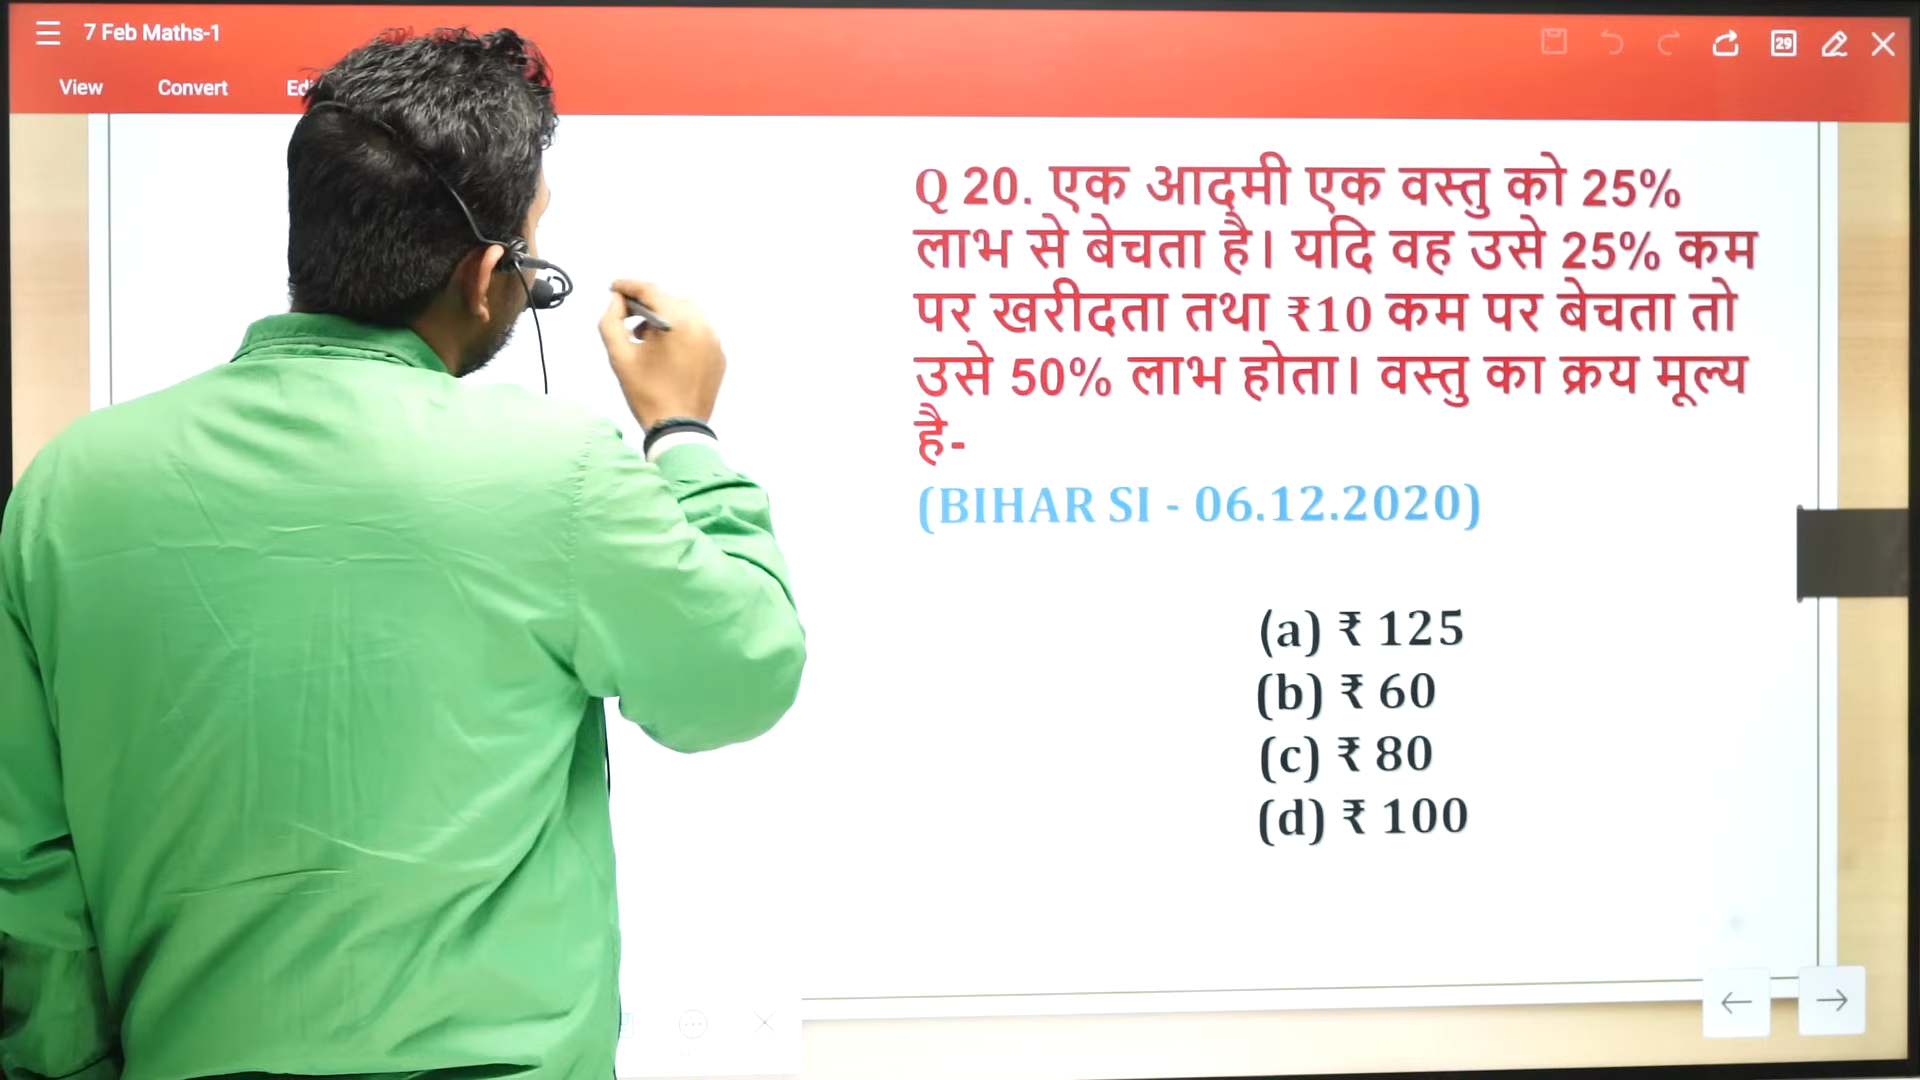 7 Feb Maths-1
29
View Convert
Q 20. एक आदमी एक वस्तु को 25%
लाभ से बेचता है। यदि वह उसे 25% कम
पर खरीदता तथा ₹10 कम पर बेचता तो
उसे 50% लाभ होता। वस्तु का क्रय मूल्य
है-
(BIHAR SI - 06.12.2020)
(a) ₹ 125
(b) ₹ 60
(c) ₹ 80
(d) ₹ 100